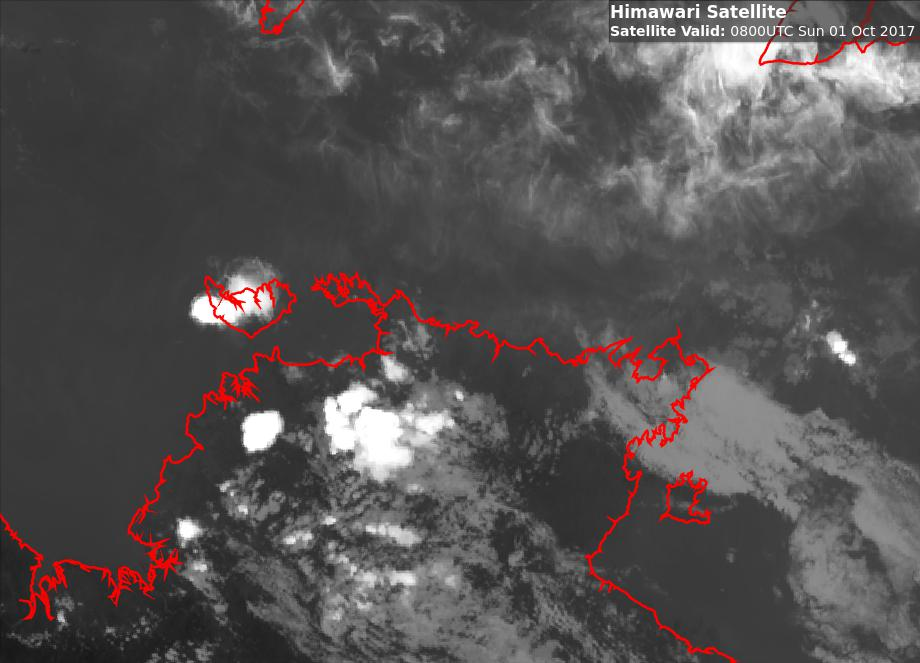 Himawari Satellite
Satellite Valid: 0800UTC Sun 01 Oct 2017